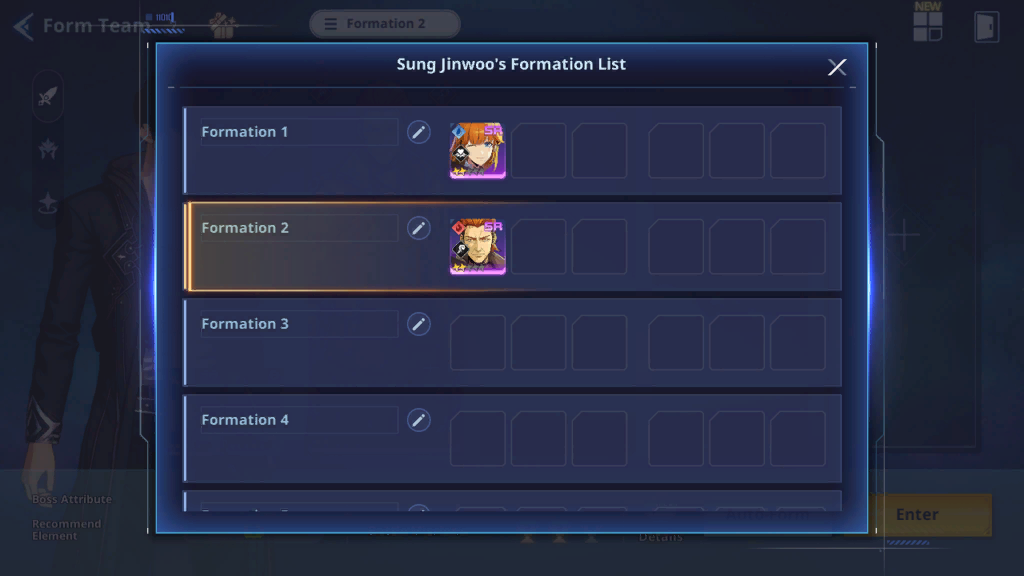 Form Team
Formation 2
NEW
Sung Jinwoo's Formation List
Formation 1
SR
Formation 2
SR
Formation 3
Formation 4
Boss Attribute
Recommend
Element
Details
Enter